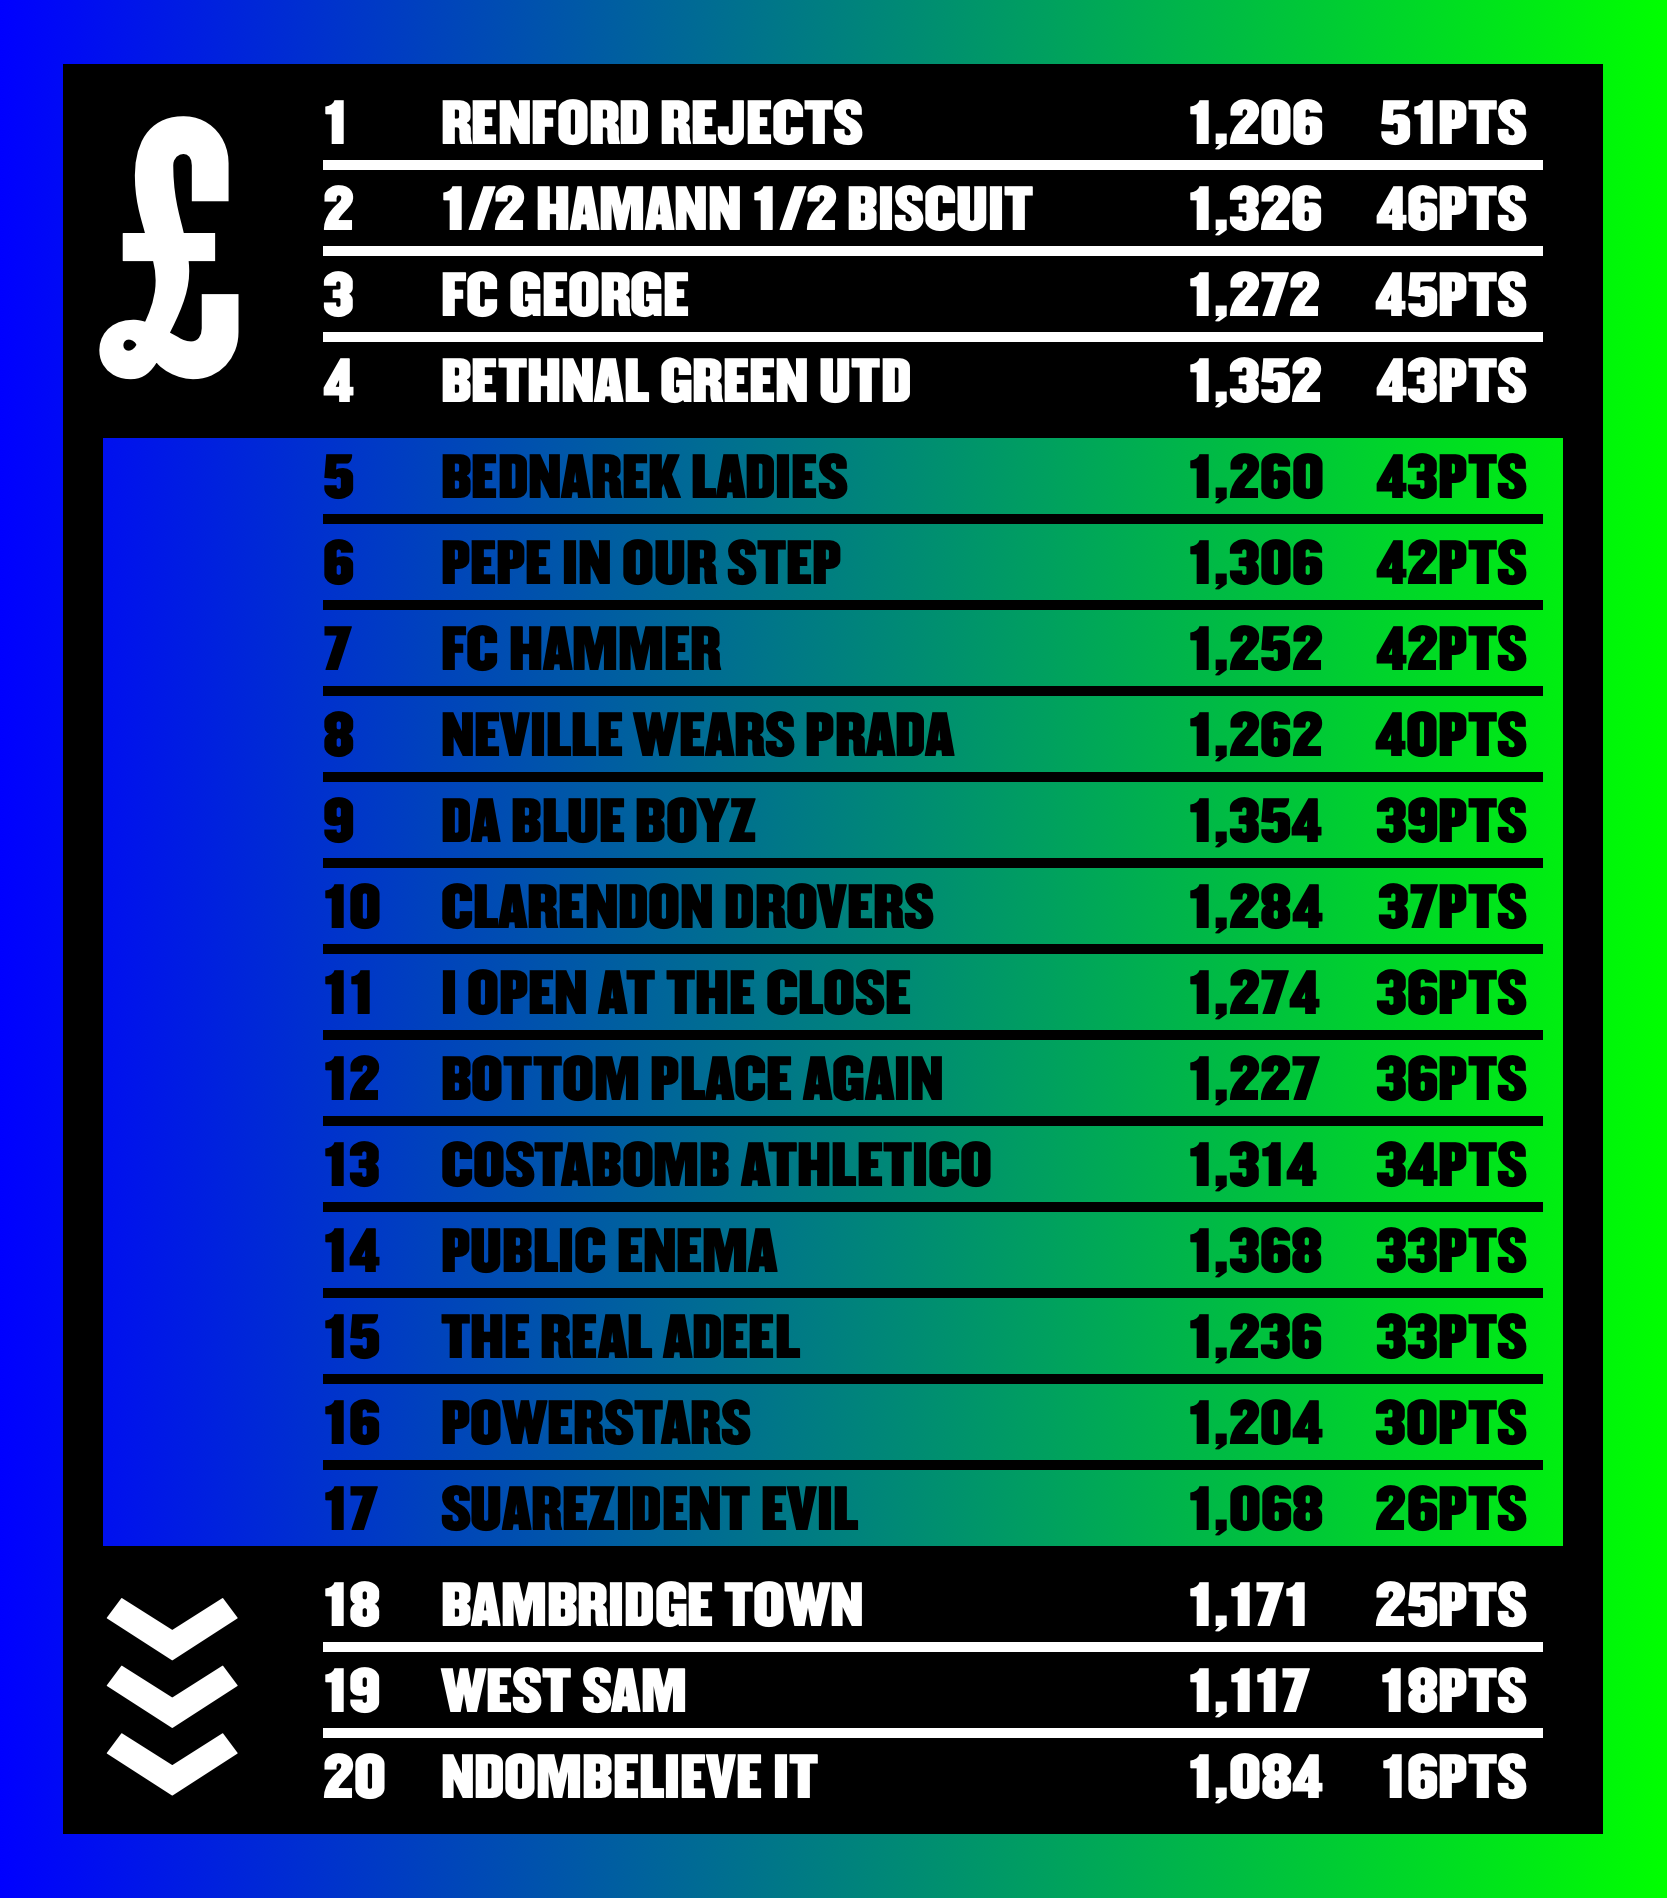 £
1 RENFORD REJECTS 1,206 51PTS
2 1/2 HAMANN 1/2 BISCUIT 1,326 46PTS
3 FC GEORGE 1,272 45PTS
4 BETHNAL GREEN UTD 1,352 43PTS
5 BEDNAREK LADIES 1,260 43PTS
6 PEPE IN OUR STEP 1,306 42PTS
7 FC HAMMER 1,252 42PTS
8 NEVILLE WEARS PRADA 1,262 40PTS
9 DA BLUE BOYZ 1,354 39PTS
10 CLARENDON DROVERS 1,284 37PTS
11 I OPEN AT THE CLOSE 1,274 36PTS
12 BOTTOM PLACE AGAIN 1,227 36PTS
13 COSTABOMB ATHLETICO 1,314 34PTS
14 PUBLIC ENEMA 1,368 33PTS
15 THE REAL ADEEL 1,236 33PTS
16 POWERSTARS 1,204 30PTS
17 SUAREZIDENT EVIL 1,068 26PTS
18 BAMBRIDGE TOWN 1,171 25PTS
19 WEST SAM 1,117 18PTS
20 NDOMBELIEVE IT 1,084 16PTS